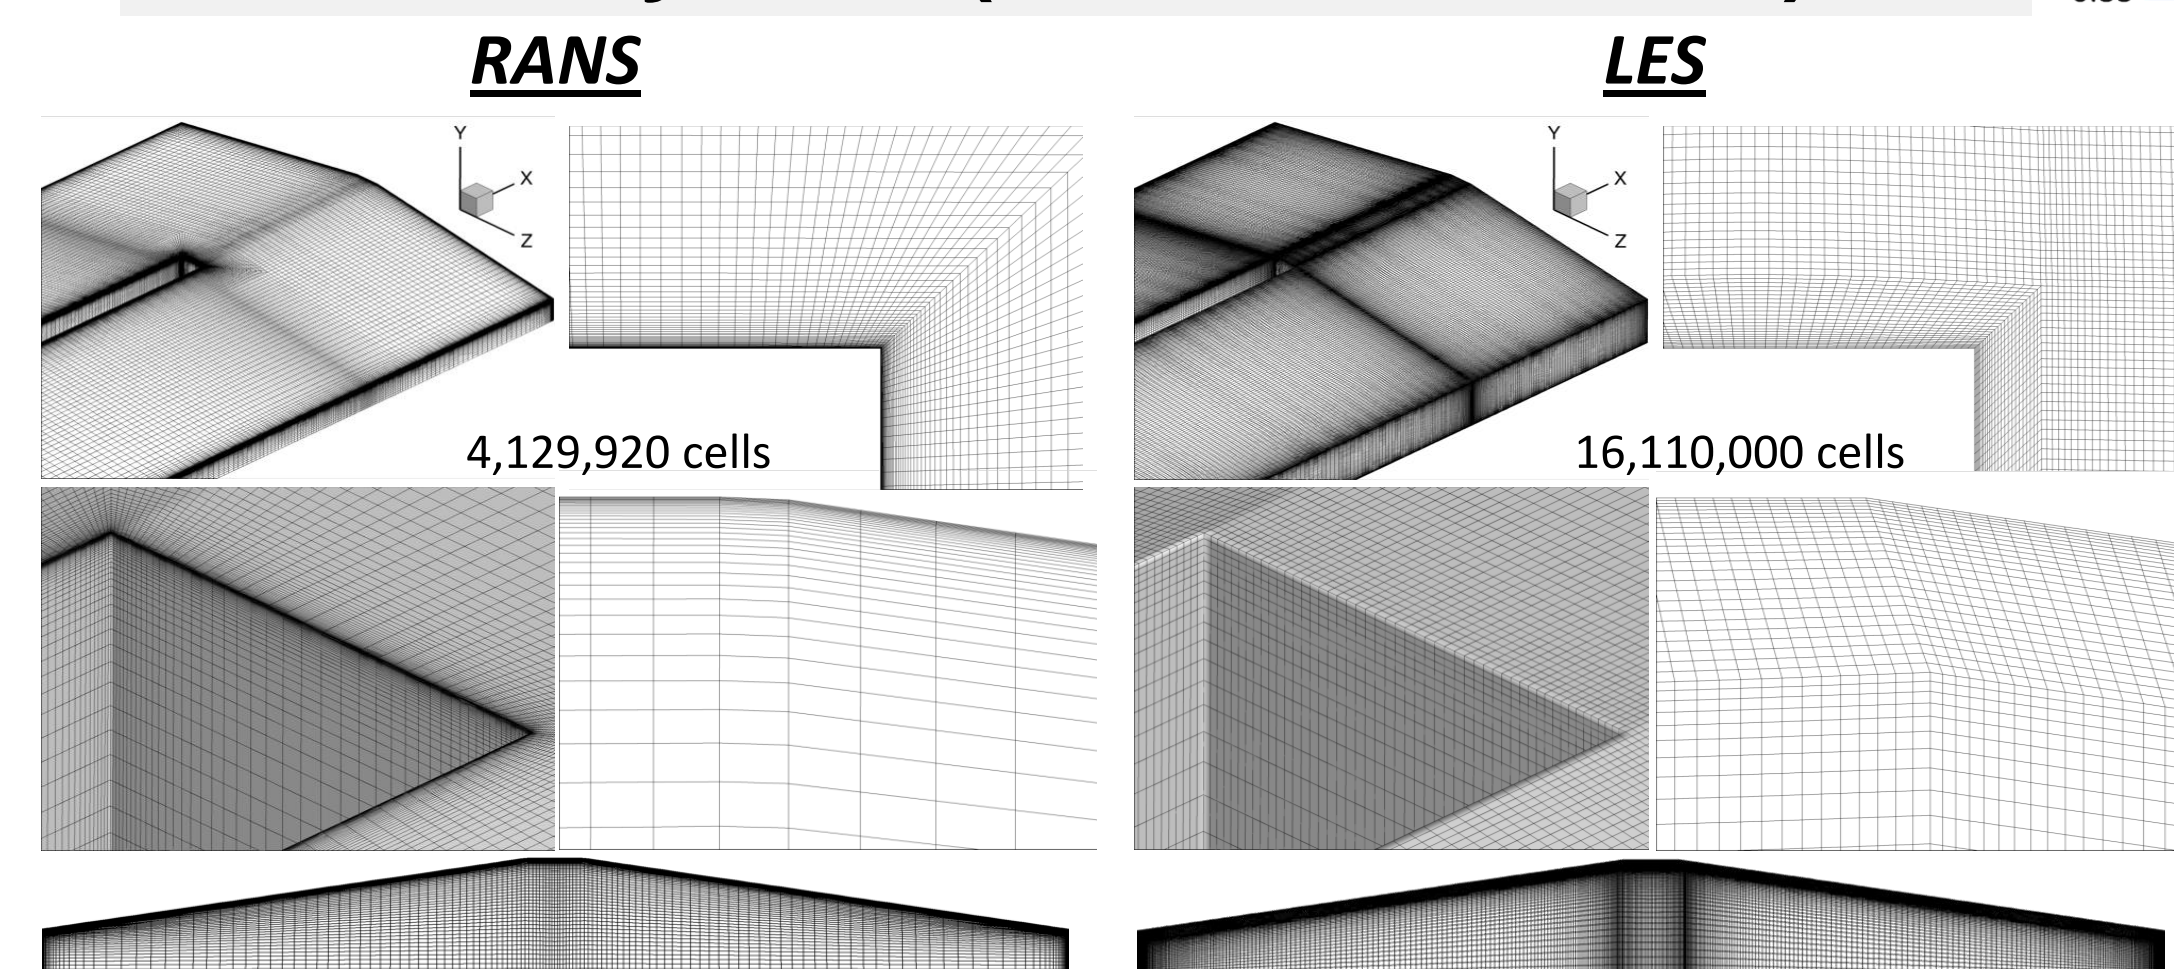 RANS
LES
Y
X
Z
Y
X
Z
4,129,920 cells
16,110,000 cells